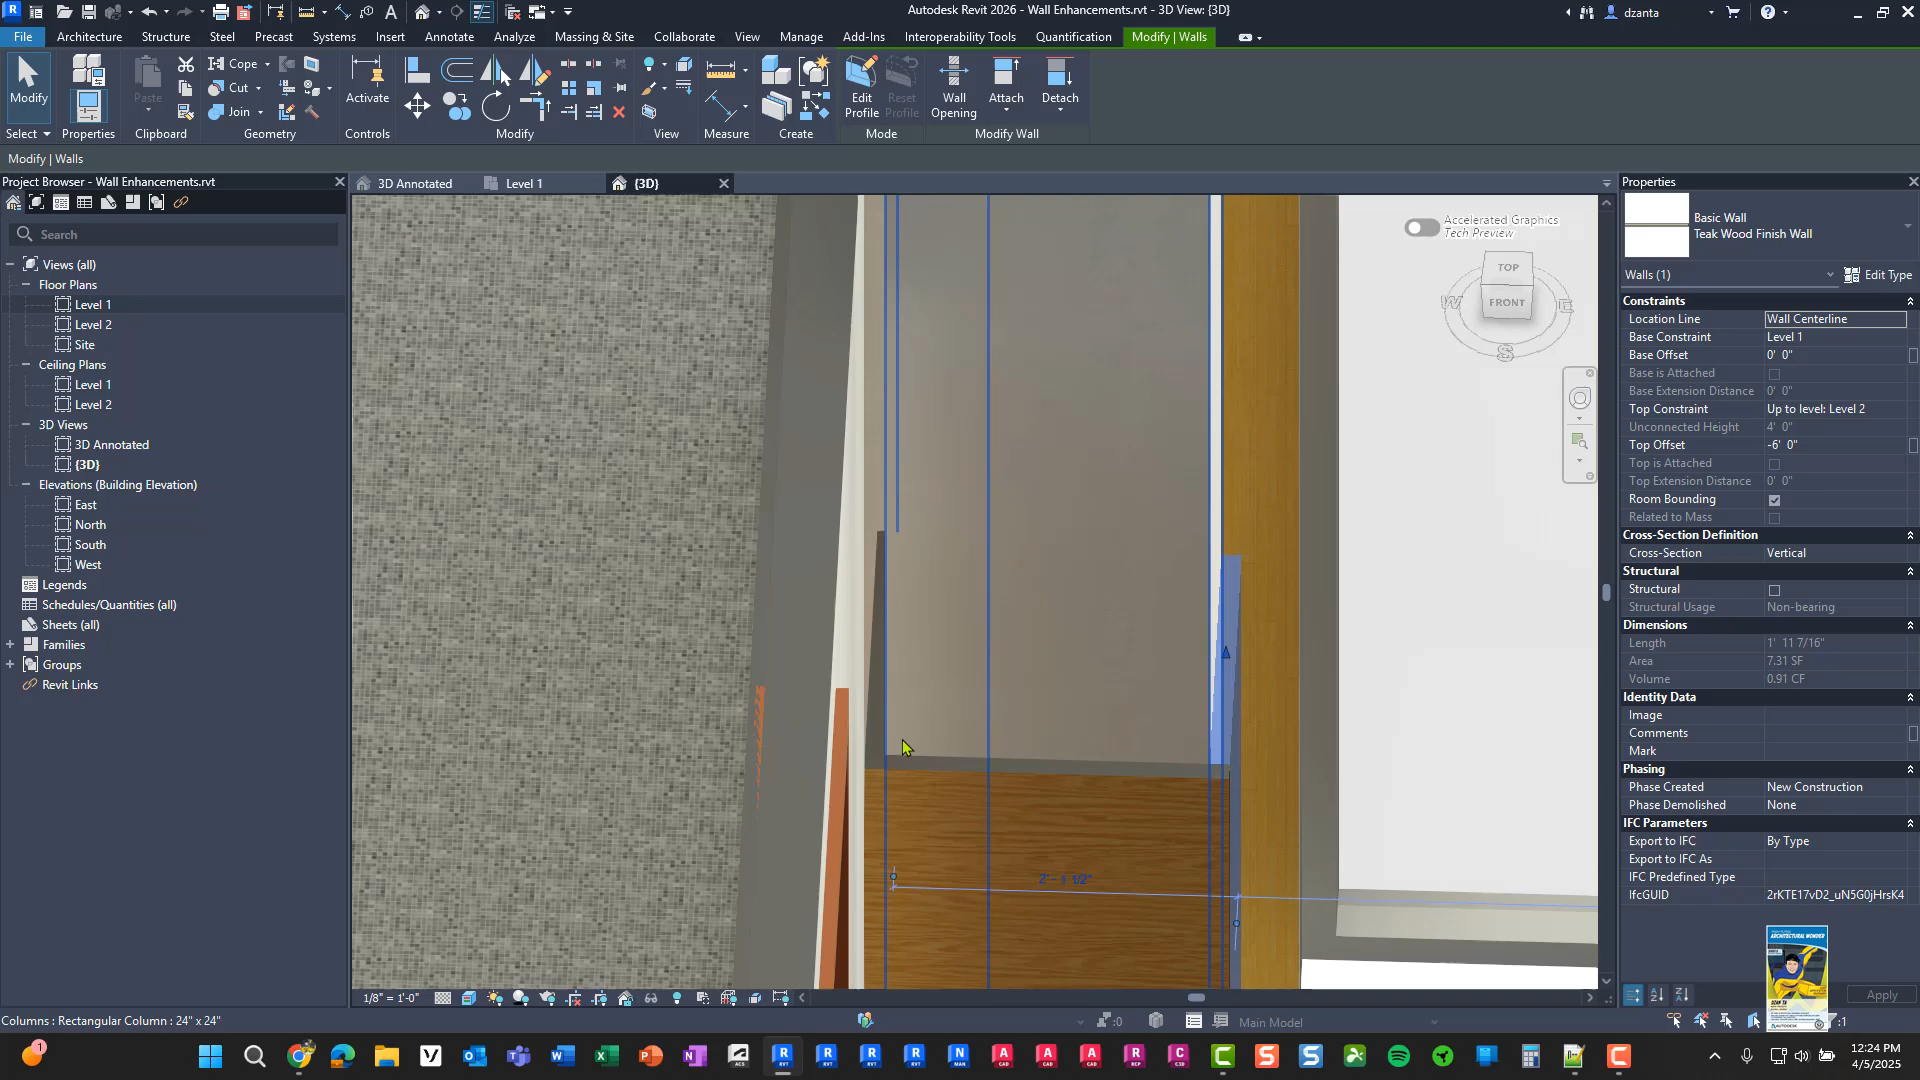 Autodesk Revit 2026 - Wall Enhancements.rvt - 3D View: {3D}
dzanta
File
Architecture
Structure
Steel
Precast
Systems
Insert
Annotate
Analyze
Massing & Site
Collaborate
View
Manage
Add-Ins
Interoperability Tools
Quantification
Modify | Walls
Modify
Properties
Paste
Cope
Cut
Join
Activate
Edit Profile
Reset Profile
Wall Opening
Attach
Detach
Select
Properties
Clipboard
Geometry
Controls
Modify
View
Measure
Create
Mode
Modify Wall
Modify | Walls
Project Browser - Wall Enhancements.rvt
Search
Views (all)
Floor Plans
Level 1
Level 2
Site
Ceiling Plans
Level 1
Level 2
3D Views
3D Annotated
{3D}
Elevations (Building Elevation)
East
North
South
West
Legends
Schedules/Quantities (all)
Sheets (all)
Families
Groups
Revit Links
3D Annotated
Level 1
{3D}
Accelerated Graphics
Tech Preview
TOP
FRONT
W
E
S
2' - 1 1/2"
1/8" = 1'-0"
Properties
Basic Wall
Teak Wood Finish Wall
Walls (1)
Edit Type
Constraints
Location Line Wall Centerline
Base Constraint Level 1
Base Offset 0' 0"
Base is Attached
Base Extension Distance 0' 0"
Top Constraint Up to level: Level 2
Unconnected Height 4' 0"
Top Offset -6' 0"
Top is Attached
Top Extension Distance 0' 0"
Room Bounding
Related to Mass
Cross-Section Definition
Cross-Section Vertical
Structural
Structural
Structural Usage Non-bearing
Dimensions
Length 1' 11 7/16"
Area 7.31 SF
Volume 0.91 CF
Identity Data
Image
Comments
Mark
Phasing
Phase Created New Construction
Phase Demolished None
IFC Parameters
Export to IFC By Type
Export to IFC As
IFC Predefined Type
IfcGUID 2rKTE17vD2_uN5G0jHrsK4
ARCHITECTURAL WONDER
Apply
Columns : Rectangular Column : 24" x 24"
:0
Main Model
:1
12:24 PM
4/5/2025